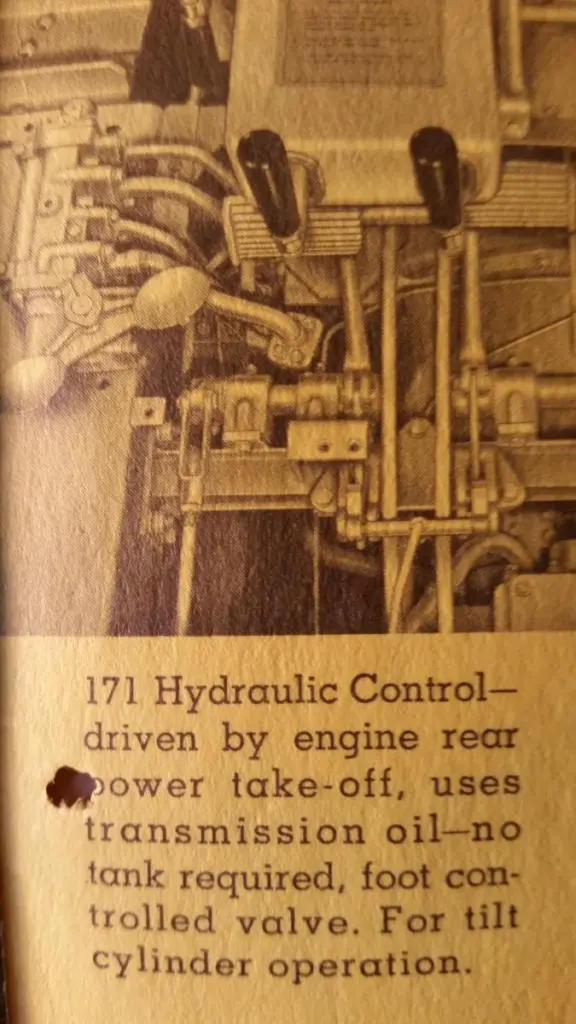 171 Hydraulic Control—
driven by engine rear
power take-off, uses
transmission oil—no
tank required, foot con-
trolled valve. For tilt
cylinder operation.